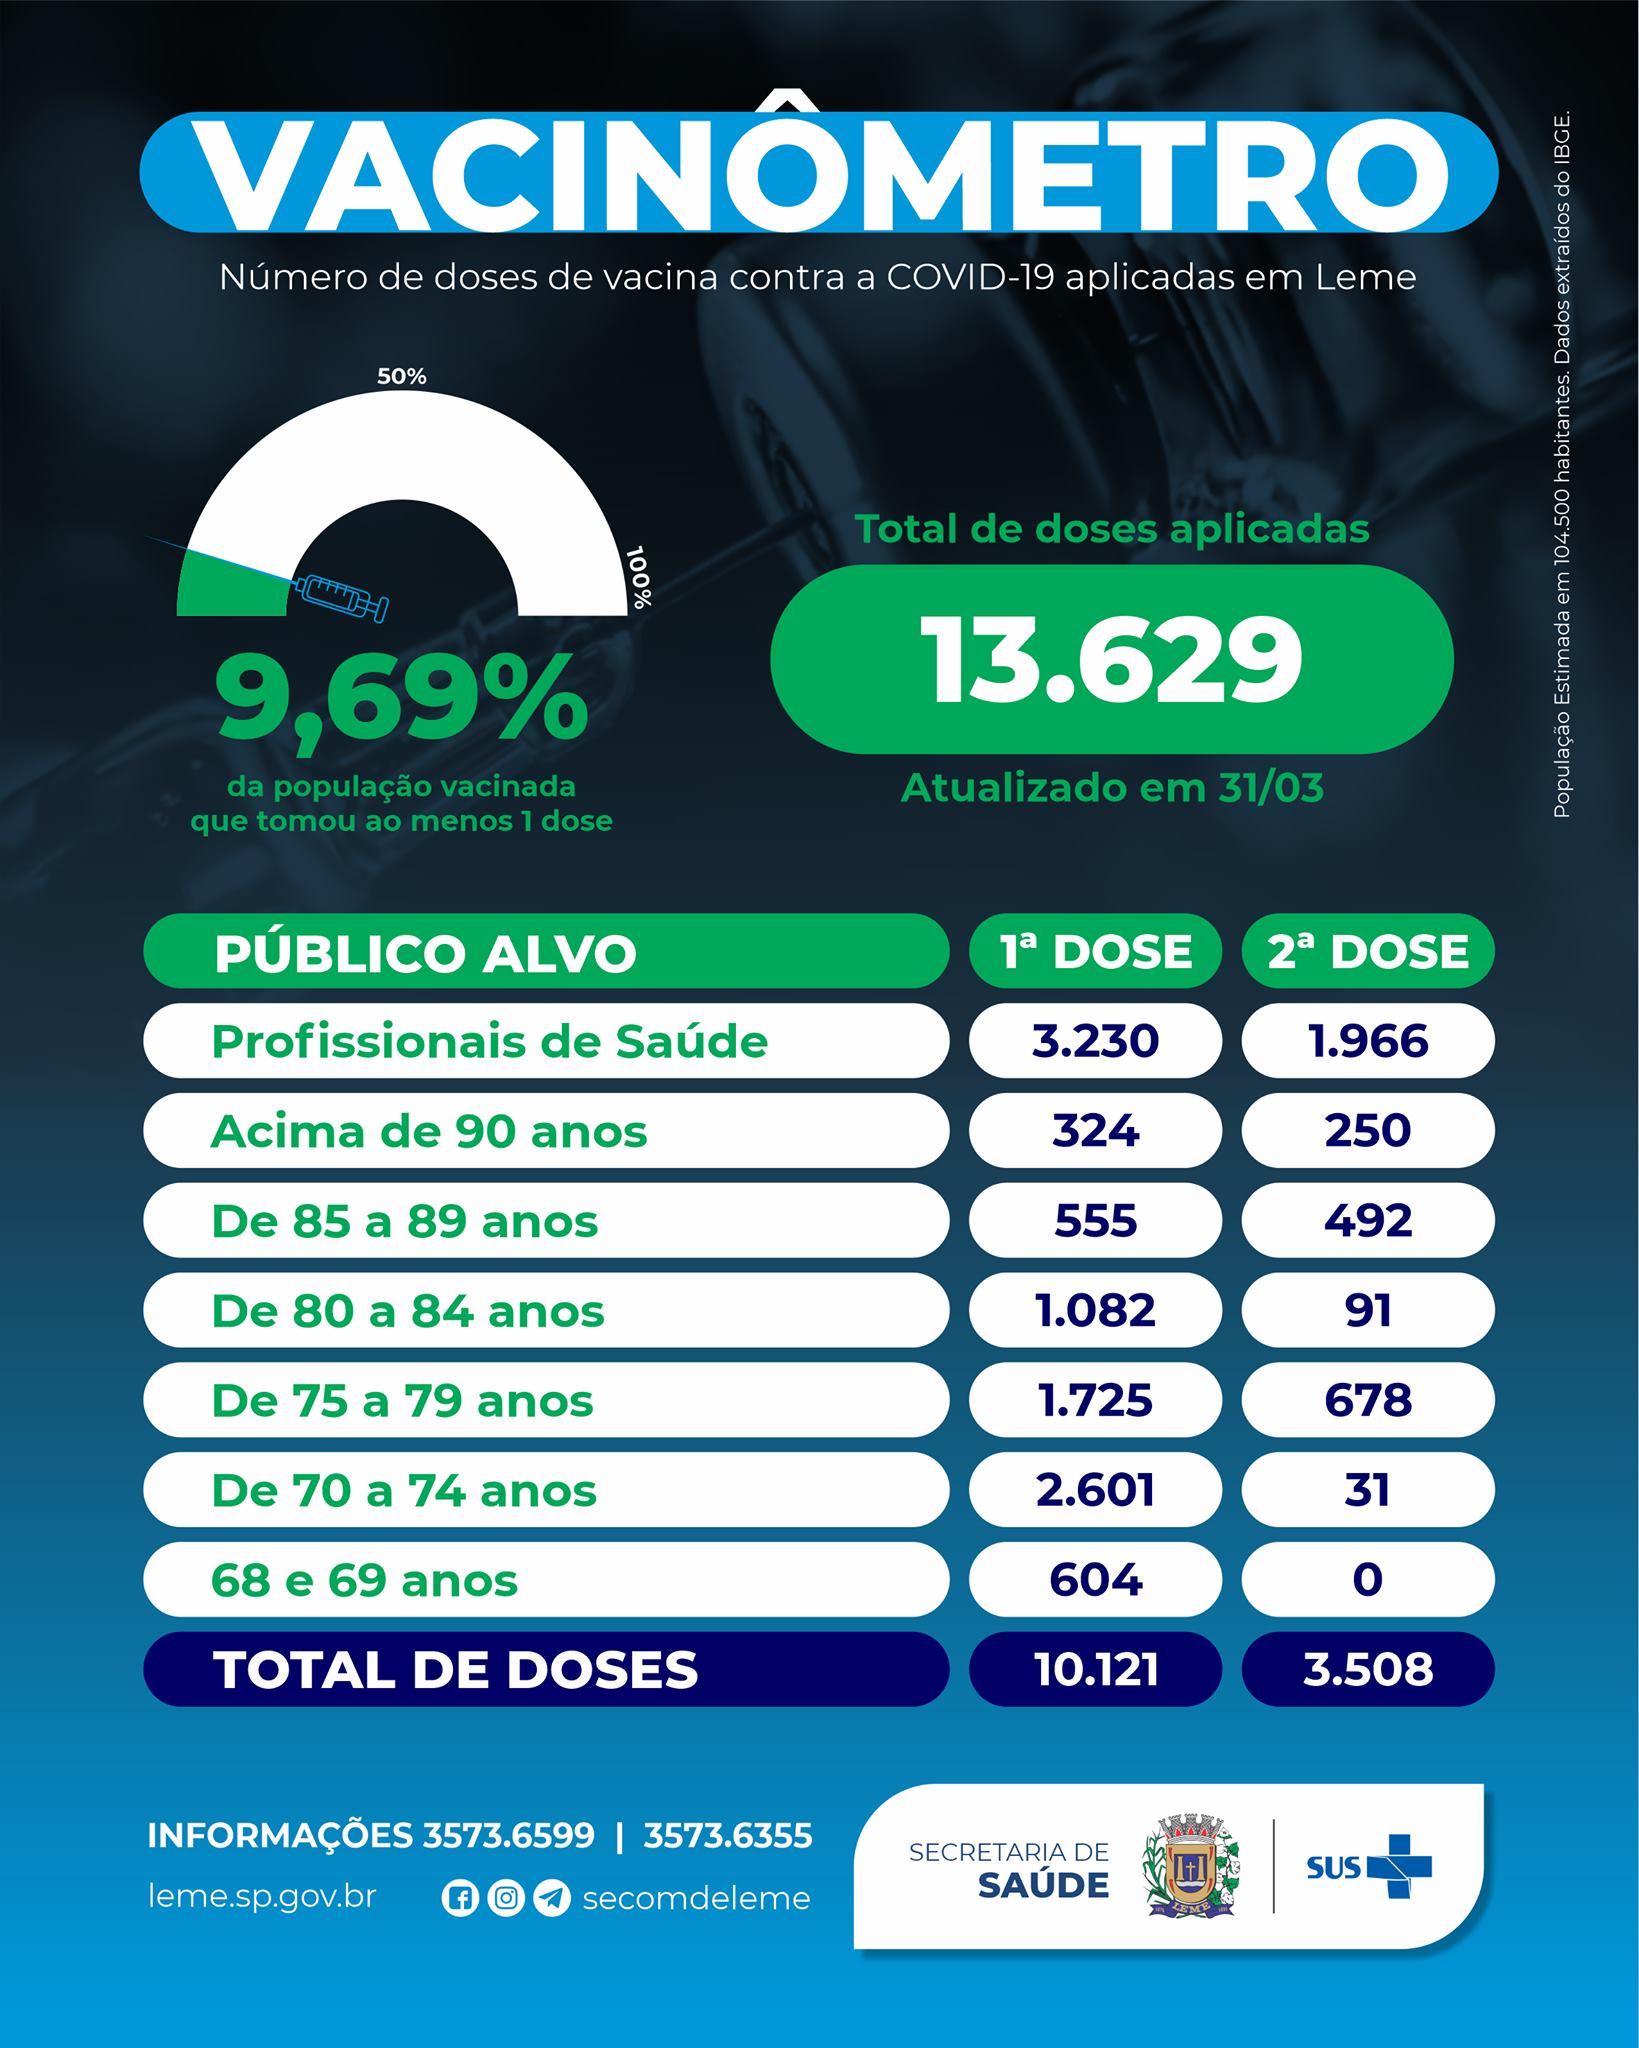 VACINÔMETRO
Número de doses de vacina contra a COVID-19 aplicadas em Leme
População Estimada em 104.500 habitantes. Dados extraídos do IBGE.
50%
100%
9,69%
da população vacinada
que tomou ao menos 1 dose
Total de doses aplicadas
13.629
Atualizado em 31/03
PÚBLICO ALVO 1ª DOSE 2ª DOSE
Profissionais de Saúde 3.230 1.966
Acima de 90 anos 324 250
De 85 a 89 anos 555 492
De 80 a 84 anos 1.082 91
De 75 a 79 anos 1.725 678
De 70 a 74 anos 2.601 31
68 e 69 anos 604 0
TOTAL DE DOSES 10.121 3.508
INFORMAÇÕES 3573.6599 | 3573.6355
leme.sp.gov.br secomdeleme
SECRETARIA DE
SAÚDE
LEME
SUS